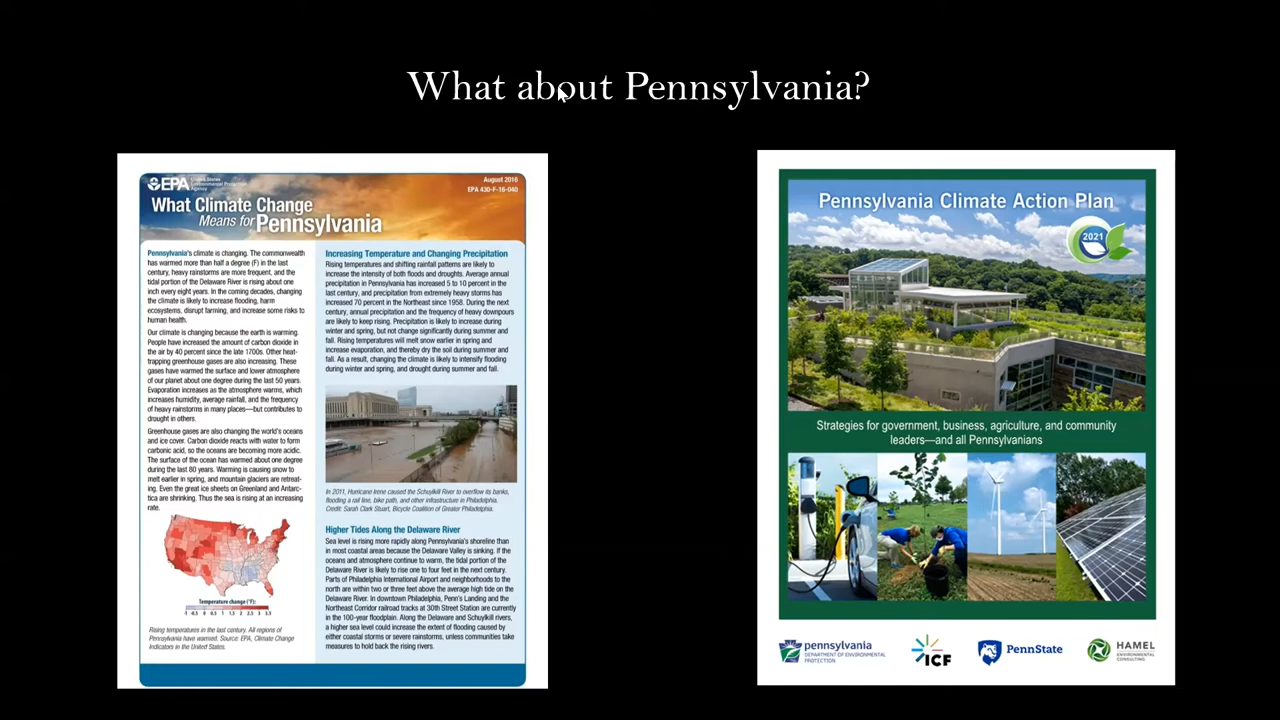 What about Pennsylvania?
EPA United States
Environmental Protection
Agency
August 2016
EPA 430-F-16-040
What Climate Change
Means for Pennsylvania
Pennsylvania's climate is changing. The commonwealth
has warmed more than half a degree (F) in the last
century, heavy rainstorms are more frequent, and the
tidal portion of the Delaware River is rising about one
inch every eight years. In the coming decades, changing
the climate is likely to increase flooding, harm
ecosystems, disrupt farming, and increase some risks to
human health.
Our climate is changing because the earth is warming.
People have increased the amount of carbon dioxide in
the air by 40 percent since the late 1700s. Other heat-
trapping greenhouse gases are also increasing. These
gases have warmed the surface and lower atmosphere
of our planet about one degree during the last 50 years.
Evaporation increases as the atmosphere warms, which
increases humidity, average rainfall, and the frequency
of heavy rainstorms in many places—but contributes to
drought in others.
Greenhouse gases are also changing the world's oceans
and ice cover. Carbon dioxide reacts with water to form
carbonic acid, so the oceans are becoming more acidic.
The surface of the ocean has warmed about one degree
during the last 80 years. Warming is causing snow to
melt earlier in spring, and mountain glaciers are retreat-
ing. Even the great ice sheets on Greenland and Antarc-
tica are shrinking. Thus the sea is rising at an increasing
rate.
Temperature change (°F):
-1 -0.5 0 0.5 1 1.5 2 2.5 3 3.5
Rising temperatures in the last century. All regions of
Pennsylvania have warmed. Source: EPA, Climate Change
Indicators in the United States.
Increasing Temperature and Changing Precipitation
Rising temperatures and shifting rainfall patterns are likely to
increase the intensity of both floods and droughts. Average annual
precipitation in Pennsylvania has increased 5 to 10 percent in the
last century, and precipitation from extremely heavy storms has
increased 70 percent in the Northeast since 1958. During the next
century, annual precipitation and the frequency of heavy downpours
are likely to keep rising. Precipitation is likely to increase during
winter and spring, but not change significantly during summer and
fall. Rising temperatures will melt snow earlier in spring and
increase evaporation, and thereby dry the soil during summer and
fall. As a result, changing the climate is likely to intensify flooding
during winter and spring, and drought during summer and fall.
In 2011, Hurricane Irene caused the Schuylkill River to overflow its banks,
flooding a rail line, bike path, and other infrastructure in Philadelphia.
Credit: Sarah Clark Stuart, Bicycle Coalition of Greater Philadelphia.
Higher Tides Along the Delaware River
Sea level is rising more rapidly along Pennsylvania's shoreline than
in most coastal areas because the Delaware Valley is sinking. If the
oceans and atmosphere continue to warm, the tidal portion of the
Delaware River is likely to rise one to four feet in the next century.
Parts of Philadelphia International Airport and neighborhoods to the
north are within two or three feet above the average high tide on the
Delaware River. In downtown Philadelphia, Penn's Landing and the
Northeast Corridor railroad tracks at 30th Street Station are currently
in the 100-year floodplain. Along the Delaware and Schuylkill rivers,
a higher sea level could increase the extent of flooding caused by
either coastal storms or severe rainstorms, unless communities take
measures to hold back the rising rivers.
Pennsylvania Climate Action Plan
2021
Strategies for government, business, agriculture, and community
leaders—and all Pennsylvanians
pennsylvania
DEPARTMENT OF ENVIRONMENTAL
PROTECTION
ICF
PennState
HAMEL
ENVIRONMENTAL
CONSULTING